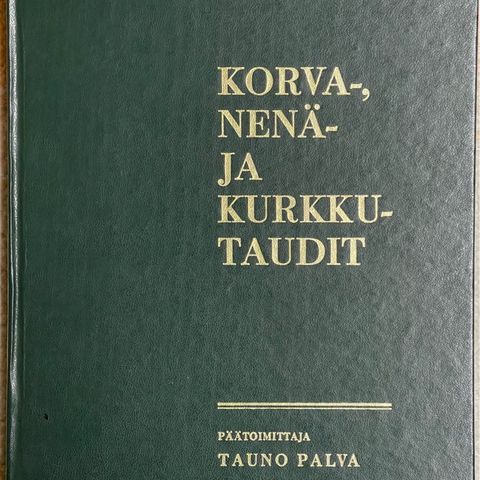 KORVA-,
NENÄ-
JA
KURKKU-
TAUDIT
PÄÄTOIMITTAJA
TAUNO PALVA